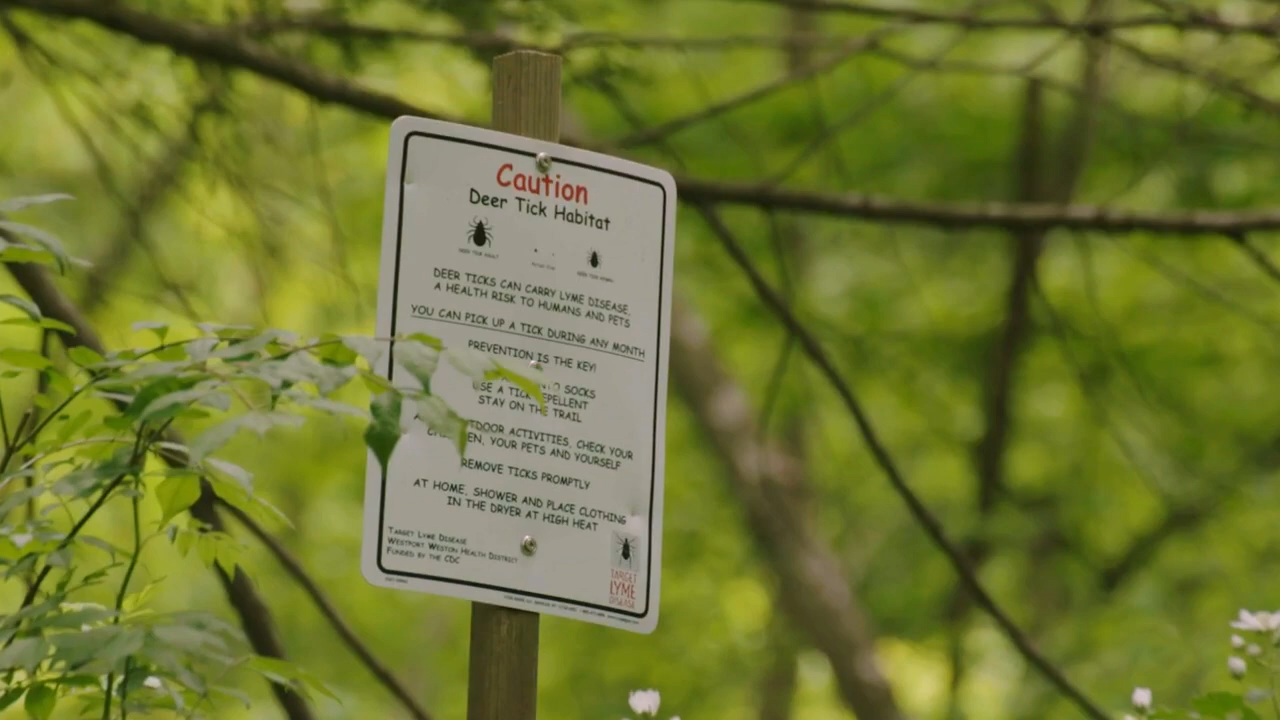 Caution
Deer Tick Habitat
DEER TICKS CAN CARRY LYME DISEASE,
A HEALTH RISK TO HUMANS AND PETS
YOU CAN PICK UP A TICK DURING ANY MONTH
PREVENTION IS THE KEY!
SOCKS
USE A TICK REPELLENT
STAY ON THE TRAIL
ACTIVITIES, CHECK YOUR
YOUR PETS AND YOURSELF
REMOVE TICKS PROMPTLY
AT HOME, SHOWER AND PLACE CLOTHING
IN THE DRYER AT HIGH HEAT
TARGET LYME DISEASE
WESTPORT WESTON HEALTH DISTRICT
FUNDED BY THE CDC
TARGET
LYME
DISEASE